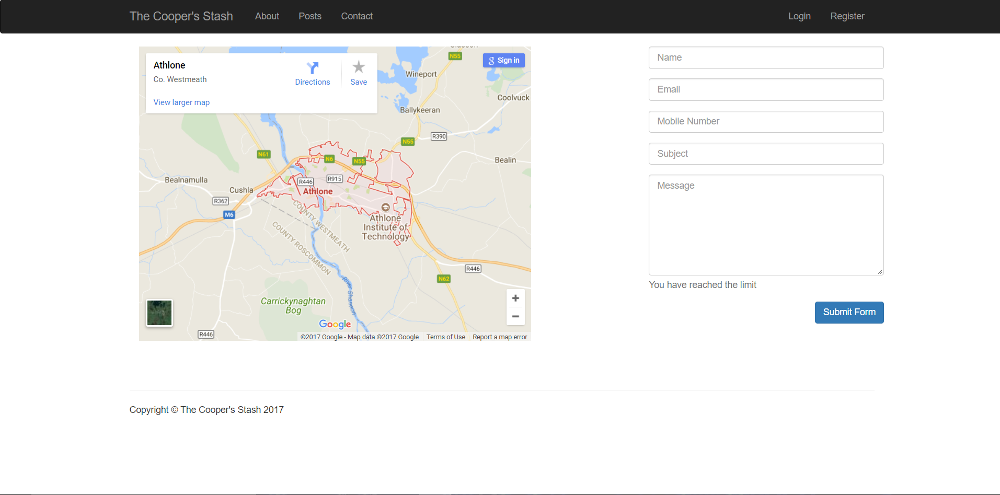 The Cooper's Stash About Posts Contact Login Register
Athlone
Co. Westmeath
Directions
Save
View larger map
g Sign in
N55
Wineport
Coolvuck
Ballykeeran
R390
N55
N61
N6
N55
Bealin
Bealnamulla
R446
R915
Cushla
Athlone
R362
M6
COUNTY WESTMEATH
COUNTY ROSCOMMON
Athlone
Institute of
Technology
R446
N62
River Shannon
Carrickynaghtan
Bog
Google
R446
©2017 Google - Map data ©2017 Google Terms of Use Report a map error
Name
Email
Mobile Number
Subject
Message
You have reached the limit
Submit Form
Copyright © The Cooper's Stash 2017